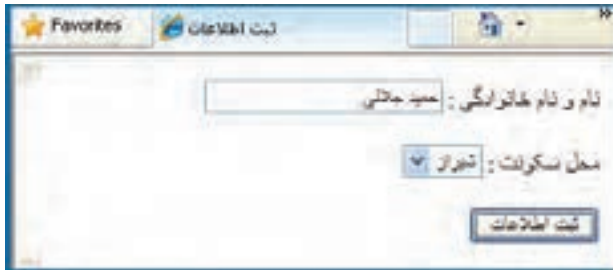 Favorites ثبت اطلاعات
نام و نام خانوادگی : حمید جلالی
محل سکونت : شیراز
ثبت اطلاعات